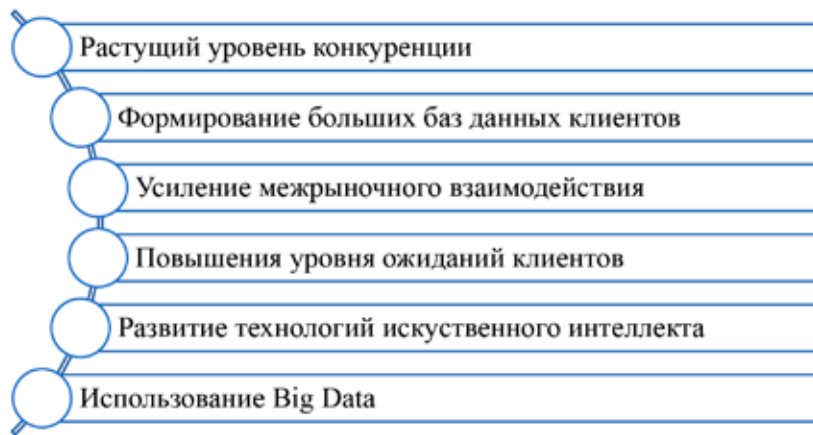 Растущий уровень конкуренции
Формирование больших баз данных клиентов
Усиление межрыночного взаимодействия
Повышения уровня ожиданий клиентов
Развитие технологий искуственного интеллекта
Использование Big Data